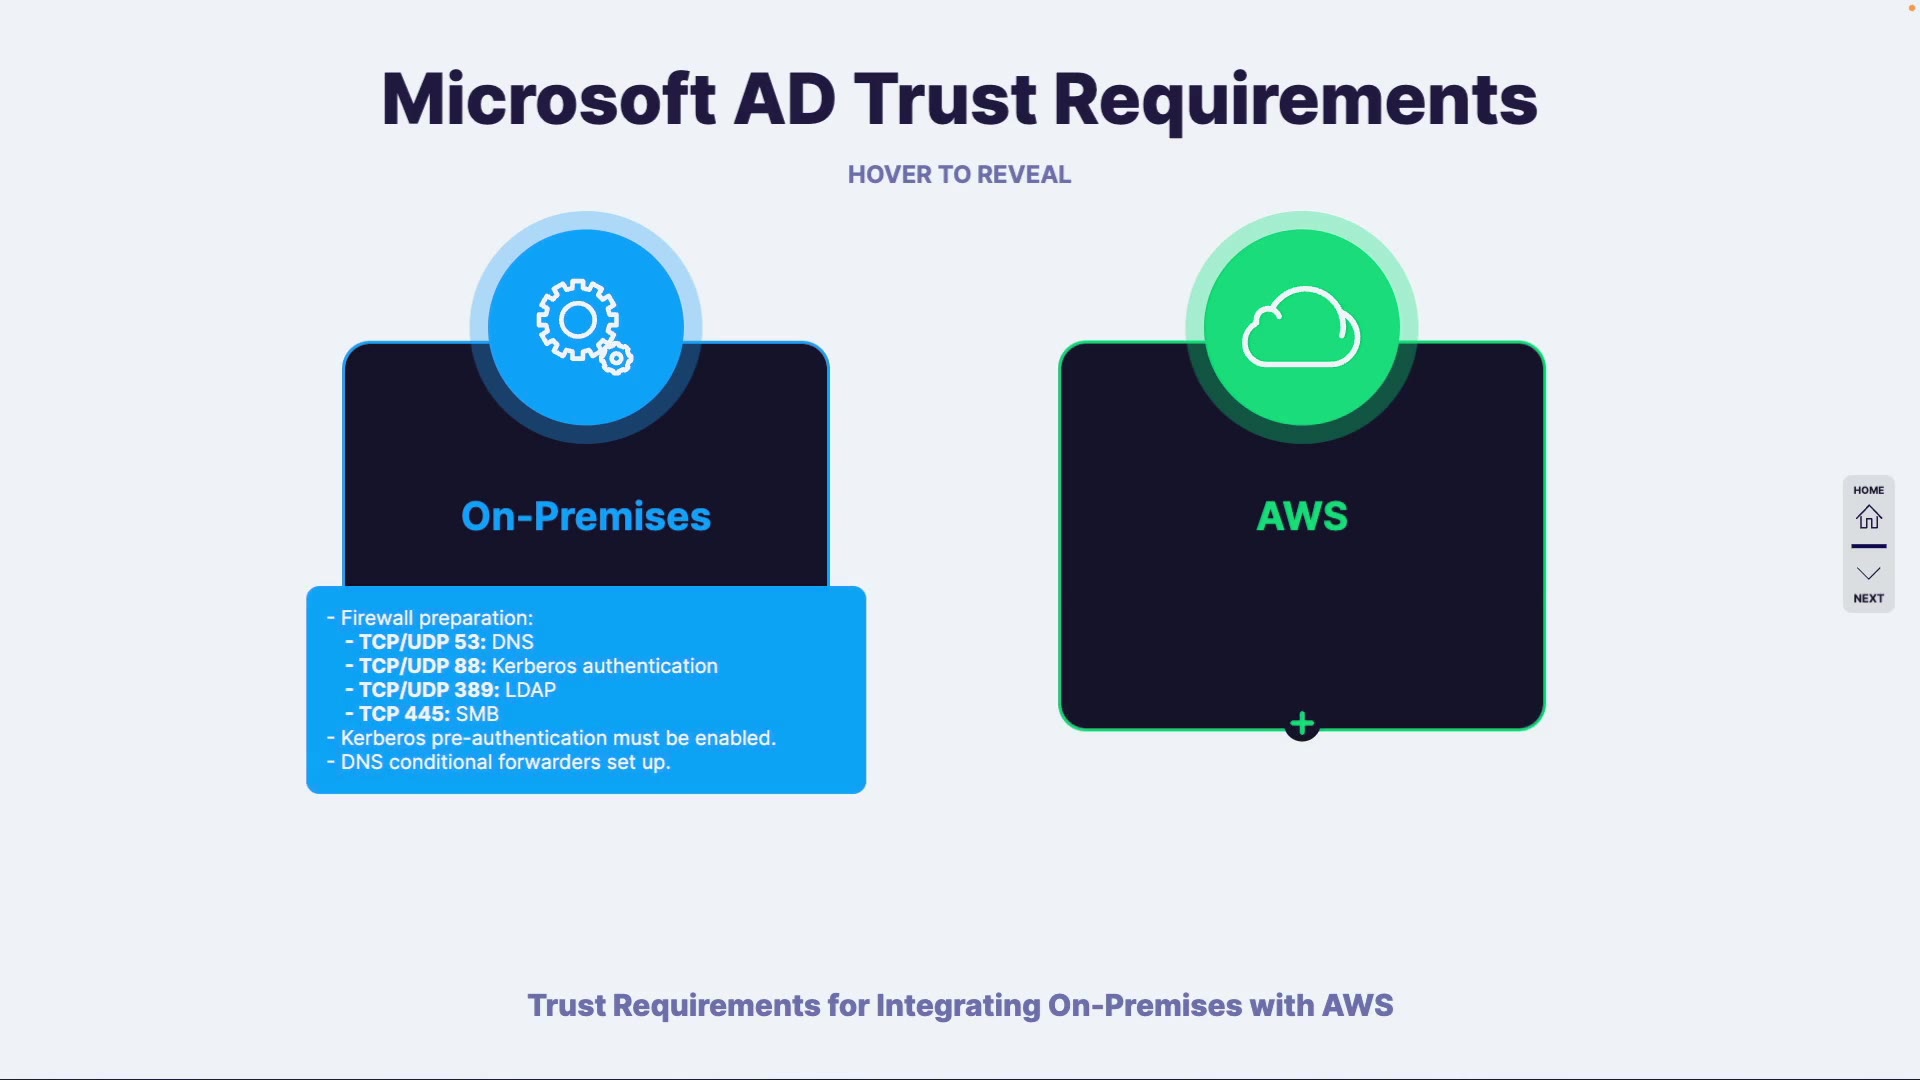 Microsoft AD Trust Requirements
HOVER TO REVEAL
On-Premises
- Firewall preparation:
- TCP/UDP 53: DNS
- TCP/UDP 88: Kerberos authentication
- TCP/UDP 389: LDAP
- TCP 445: SMB
- Kerberos pre-authentication must be enabled.
- DNS conditional forwarders set up.
AWS
HOME
NEXT
Trust Requirements for Integrating On-Premises with AWS